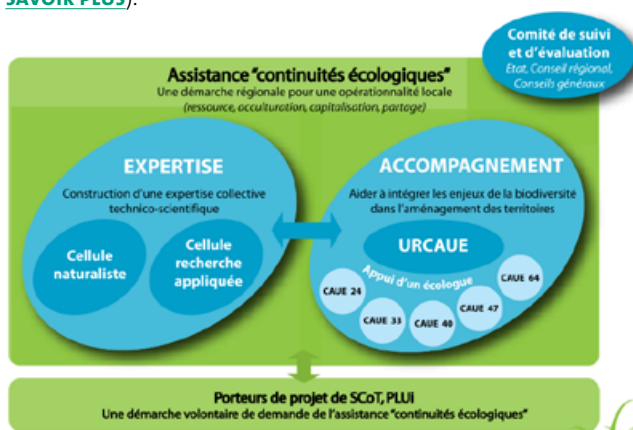 SAVOIR PLUS).
Comité de suivi
et d'évaluation
Etat, Conseil régional,
Conseils généraux
Assistance "continuités écologiques"
Une démarche régionale pour une opérationnalité locale
(ressource, acculturation, capitalisation, partage)
EXPERTISE
Construction d'une expertise collective
technico-scientifique
Cellule
naturaliste
Cellule
recherche
appliquée
ACCOMPAGNEMENT
Aider à intégrer les enjeux de la biodiversité
dans l'aménagement des territoires
URCAUE
Appui d'un écologue
CAUE 24
CAUE 33
CAUE 40
CAUE 47
CAUE 64
Porteurs de projet de SCoT, PLUi
Une démarche volontaire de demande de l'assistance "continuités écologiques"